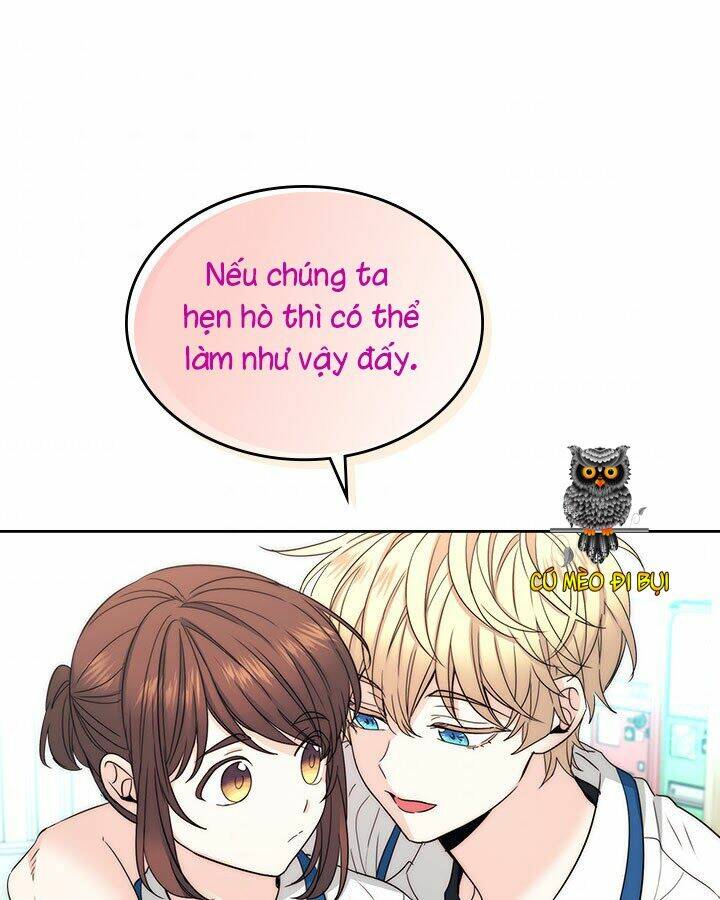 Nếu chúng ta
hẹn hò thì có thể
làm như vậy đấy.
CÚ MÈO ĐI BỤI